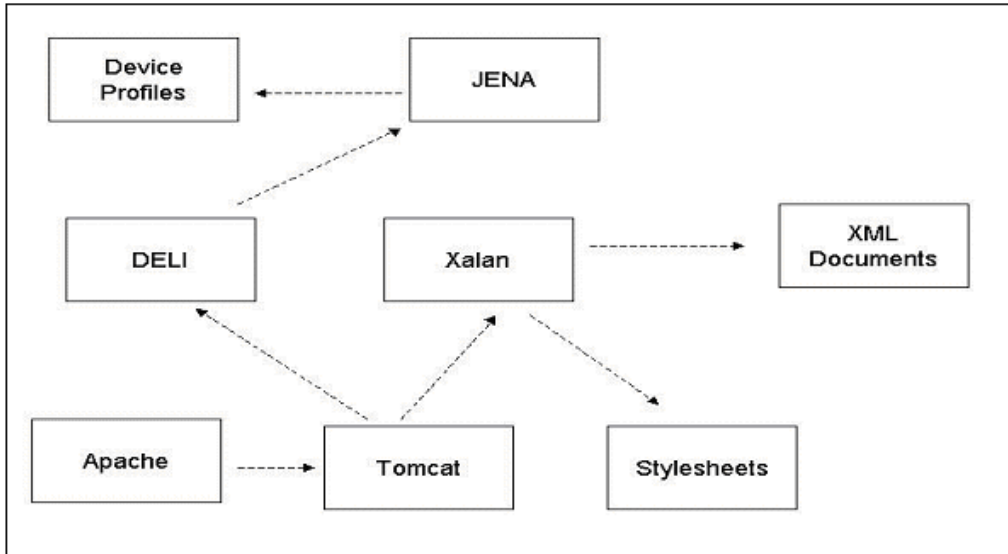 Device
Profiles
JENA
DELI
Xalan
XML
Documents
Apache
Tomcat
Stylesheets